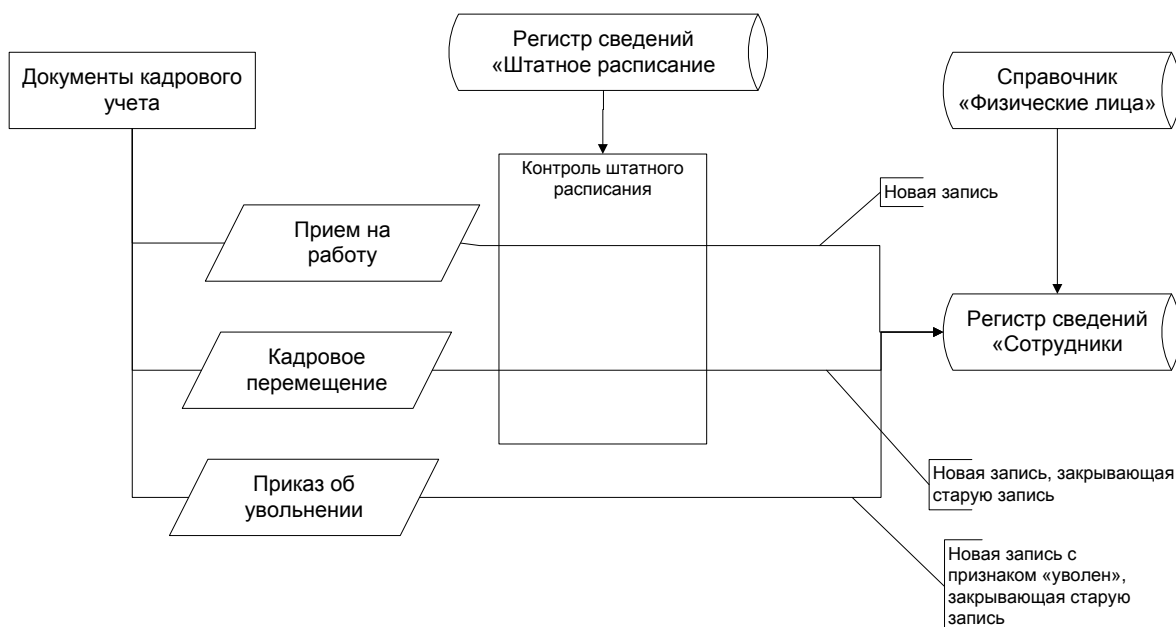 Регистр сведений
«Штатное расписание
Документы кадрового
учета
Справочник
«Физические лица»
Контроль штатного
расписания
Новая запись
Прием на
работу
Регистр сведений
«Сотрудники
Кадровое
перемещение
Новая запись, закрывающая
старую запись
Приказ об
увольнении
Новая запись с
признаком «уволен»,
закрывающая старую
запись